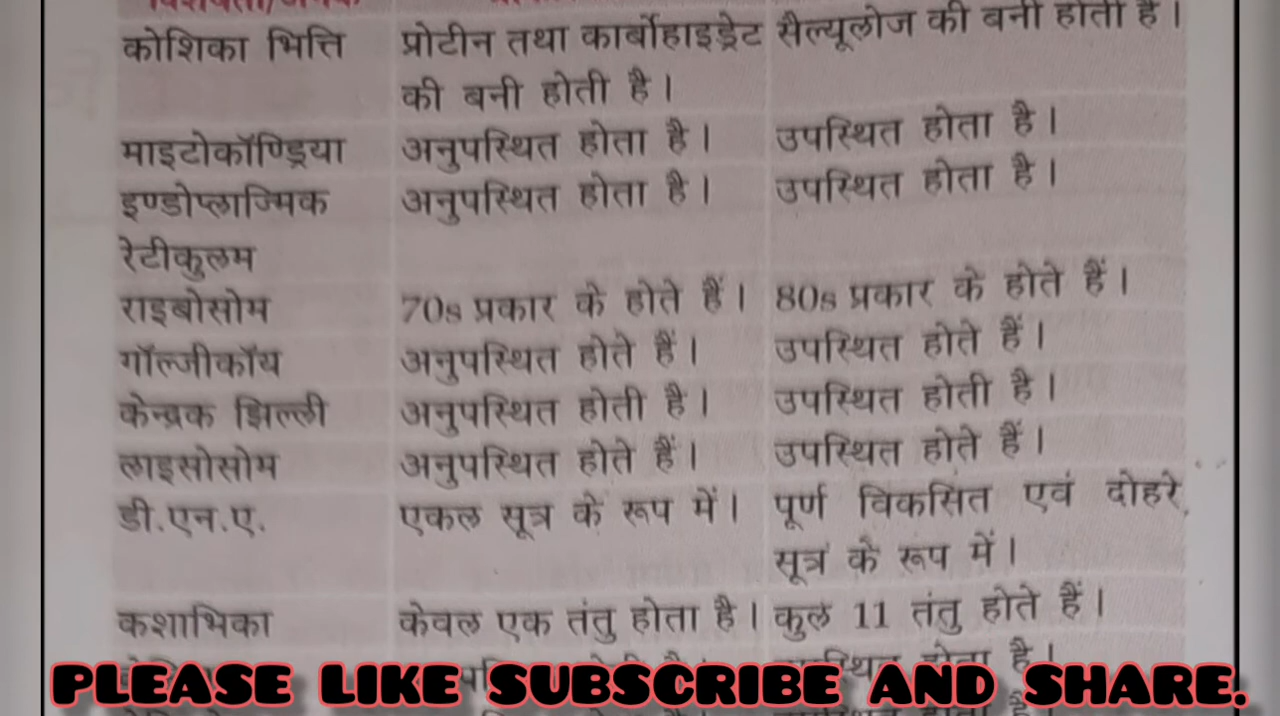 कोशिका भित्ति प्रोटीन तथा कार्बोहाइड्रेट सैल्यूलोज की बनी होती है।
की बनी होती है।
माइटोकॉण्ड्रिया अनुपस्थित होता है। उपस्थित होता है।
इण्डोप्लाज्मिक अनुपस्थित होता है। उपस्थित होता है।
रेटीकुलम
राइबोसोम 70s प्रकार के होते हैं। 80s प्रकार के होते हैं।
गॉल्जीकॉय अनुपस्थित होते हैं। उपस्थित होते हैं।
केन्द्रक झिल्ली अनुपस्थित होती है। उपस्थित होती है।
लाइसोसोम अनुपस्थित होते हैं। उपस्थित होते हैं।
डी.एन.ए. एकल सूत्र के रूप में। पूर्ण विकसित एवं दोहरे
सूत्र के रूप में।
कशाभिका केवल एक तंतु होता है। कुल 11 तंतु होते हैं।
होता है।
PLEASE LIKE SUBSCRIBE AND SHARE.